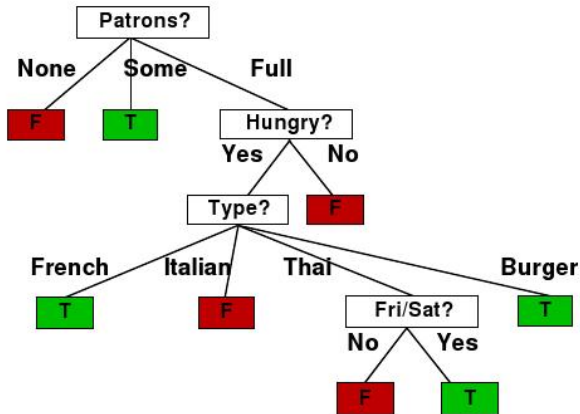 Patrons?
None Some Full
F T Hungry?
Yes No
Type? F
French Italian Thai Burger
T F Fri/Sat? T
No Yes
F T